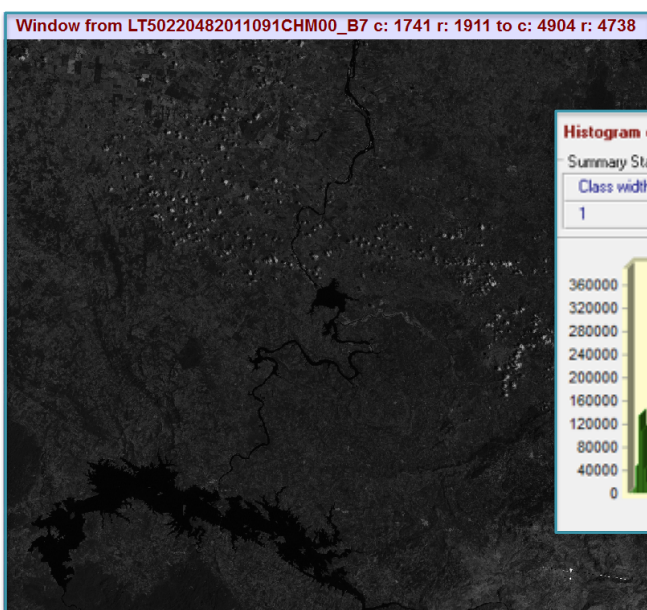 Window from LT50220482011091CHM00_B7 c: 1741 r: 1911 to c: 4904 r: 4738
Histogram
Summary Sta
Class width
1
360000
320000
280000
240000
200000
160000
120000
80000
40000
0